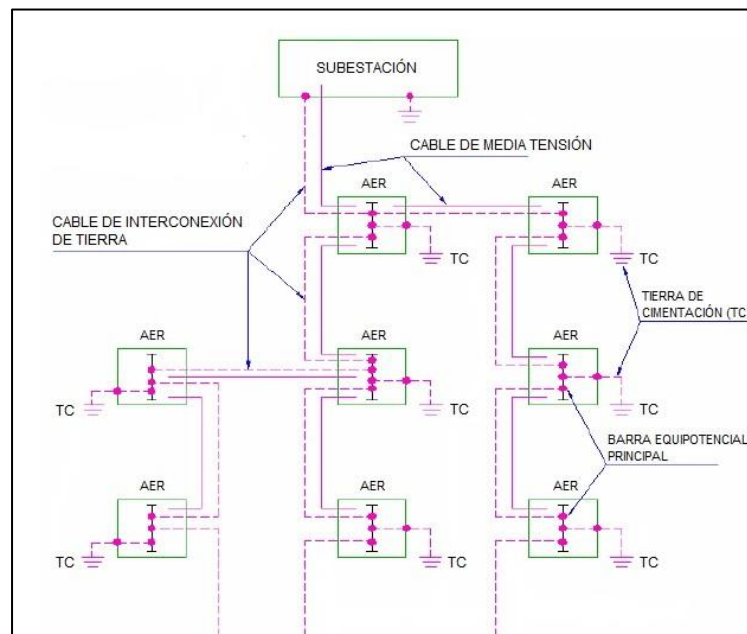 SUBESTACIÓN
CABLE DE MEDIA TENSIÓN
AER
AER
CABLE DE INTERCONEXIÓN
DE TIERRA
TC
TC
TIERRA DE
CIMENTACIÓN (TC
AER
AER
AER
TC
TC
TC
BARRA EQUIPOTENCIAL
PRINCIPAL
AER
AER
AER
TC
TC
TC